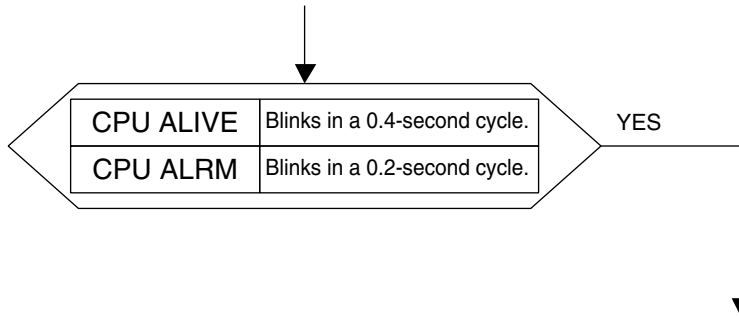 CPU ALIVE Blinks in a 0.4-second cycle.
YES
CPU ALRM Blinks in a 0.2-second cycle.